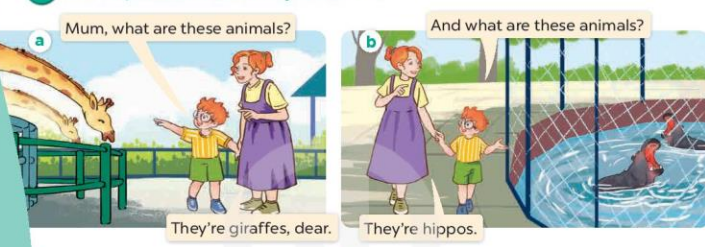 Mum, what are these animals?
a
They're giraffes, dear.
And what are these animals?
b
They're hippos.